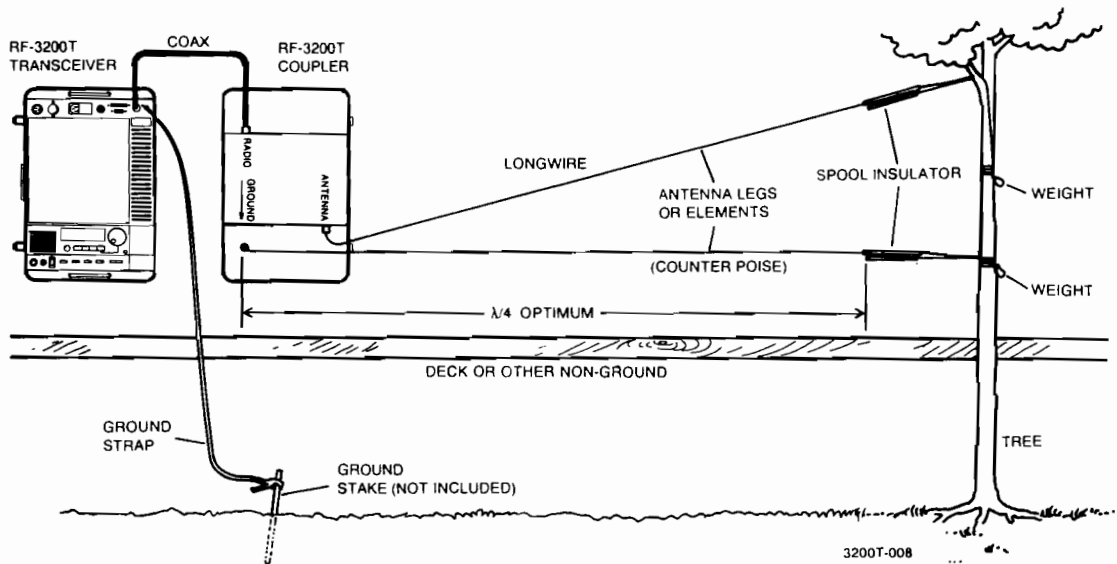 COAX
RF-3200T
TRANSCEIVER
RF-3200T
COUPLER
RADIO
GROUND
ANTENNA
LONGWIRE
ANTENNA LEGS
OR ELEMENTS
SPOOL INSULATOR
WEIGHT
(COUNTER POISE)
WEIGHT
λ/4 OPTIMUM
DECK OR OTHER NON-GROUND
GROUND
STRAP
TREE
GROUND
STAKE (NOT INCLUDED)
3200T-008